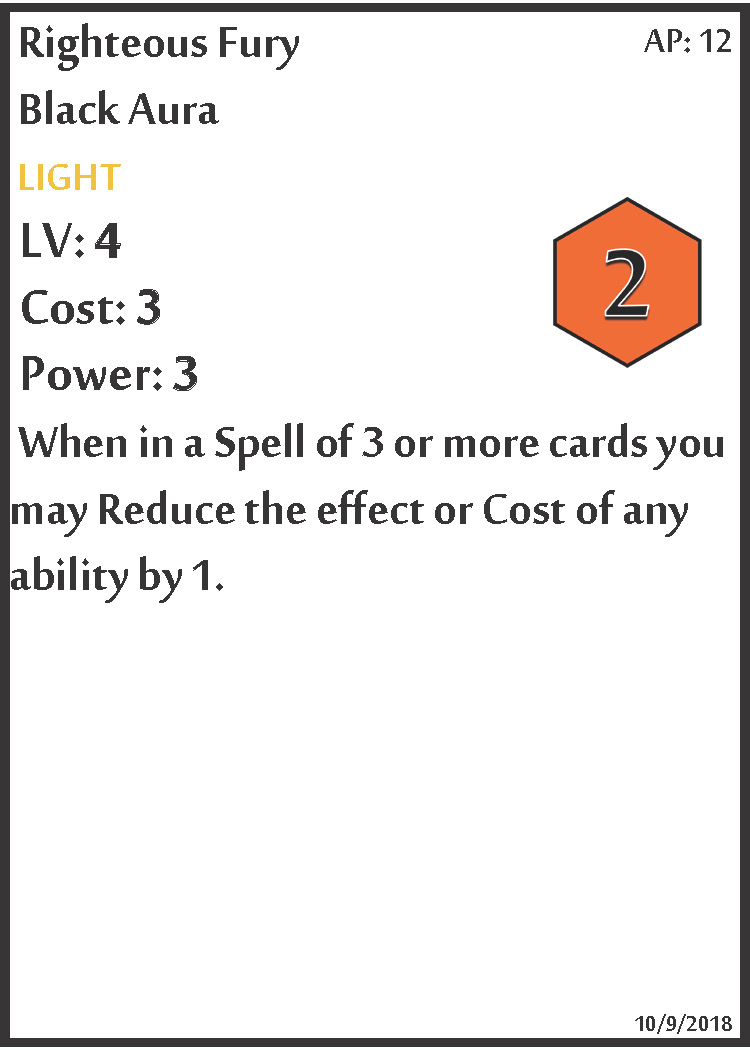 Righteous Fury
AP: 12
Black Aura
LIGHT
LV: 4
2
Cost: 3
Power: 3
When in a Spell of 3 or more cards you
may Reduce the effect or Cost of any
ability by 1.
10/9/2018